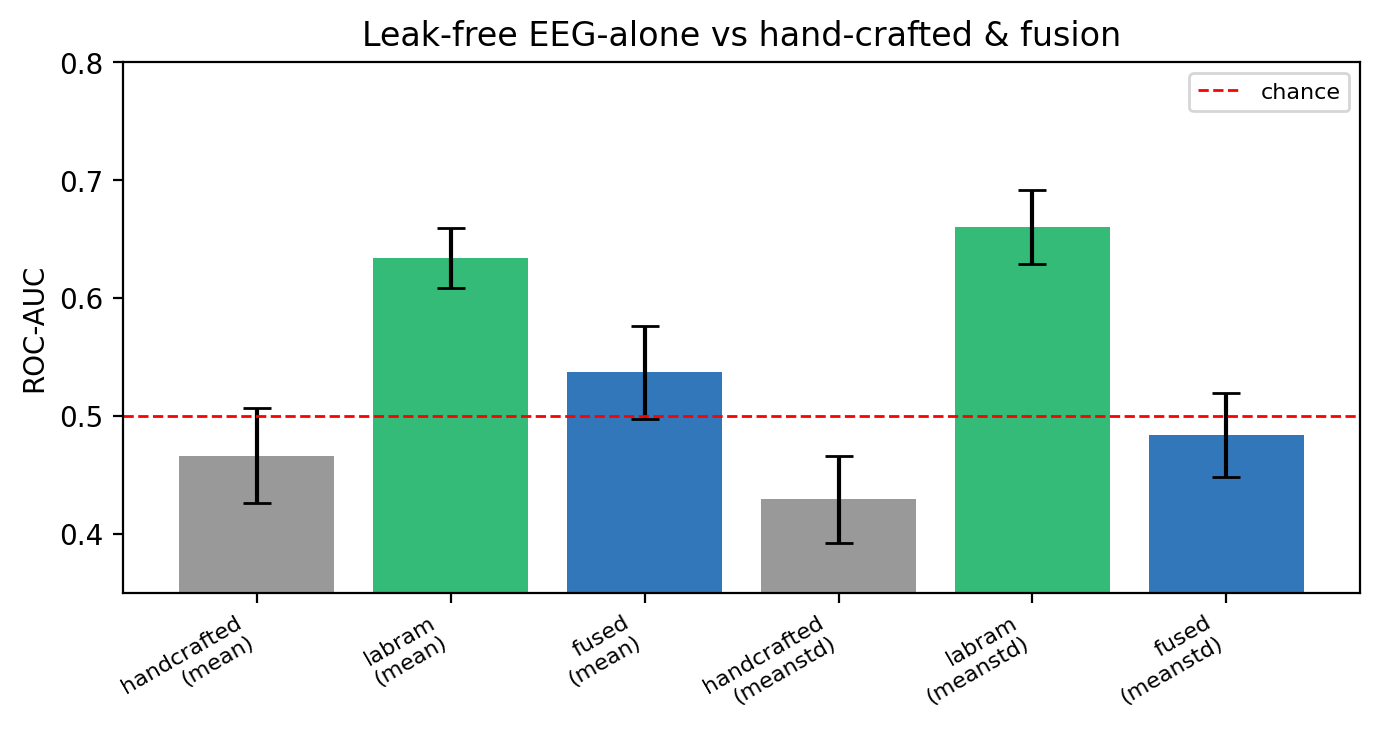 Leak-free EEG-alone vs hand-crafted & fusion
chance
ROC-AUC
0.8
0.7
0.6
0.5
0.4
handcrafted
(mean)
labram
(mean)
fused
(mean)
handcrafted
(meanstd)
labram
(meanstd)
fused
(meanstd)